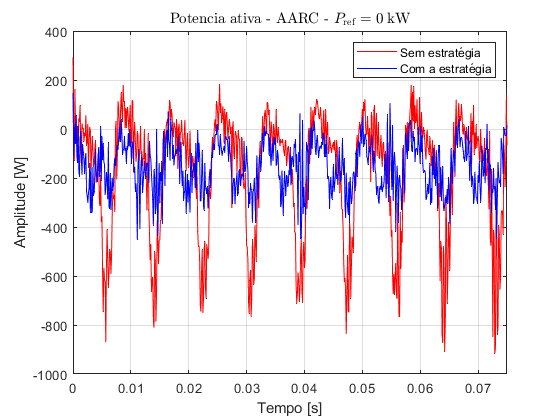 Potencia ativa - AARC - P_ref = 0 kW
400
200
0
-200
-400
-600
-800
-1000
Amplitude [W]
Sem estratégia
Com a estratégia
0 0.01 0.02 0.03 0.04 0.05 0.06 0.07
Tempo [s]